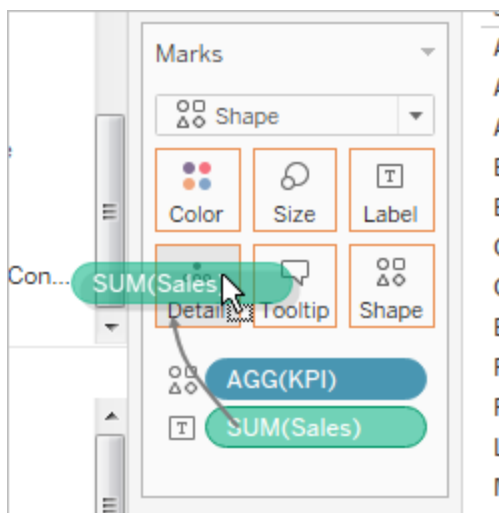 Marks
Shape
Color Size Label
Con...
SUM(Sales
Detail Tooltip Shape
AGG(KPI)
SUM(Sales)